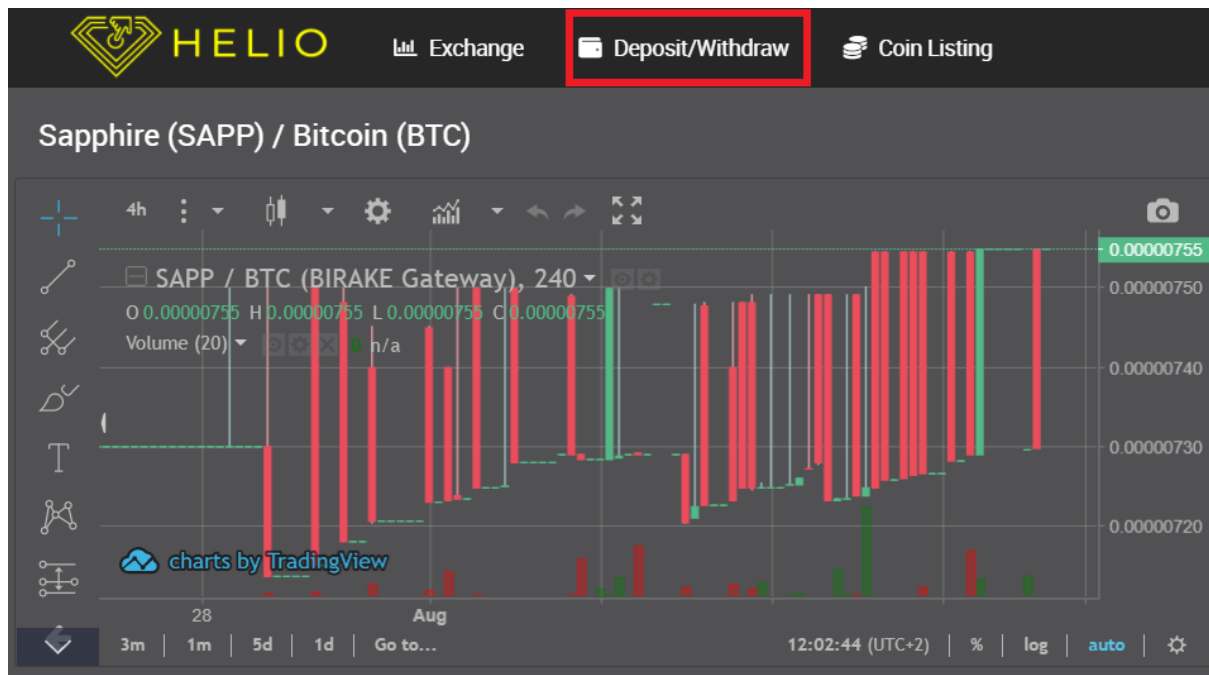 HELIO Exchange Deposit/Withdraw Coin Listing
Sapphire (SAPP) / Bitcoin (BTC)
4h
0.00000755
SAPP / BTC (BIRAKE Gateway), 240
0.00000750
O 0.00000755 H 0.00000755 L 0.00000755 C 0.00000755
Volume (20) 0 n/a
0.00000740
0.00000730
0.00000720
charts by TradingView
28 Aug
3m 1m 5d 1d Go to... 12:02:44 (UTC+2) % log auto